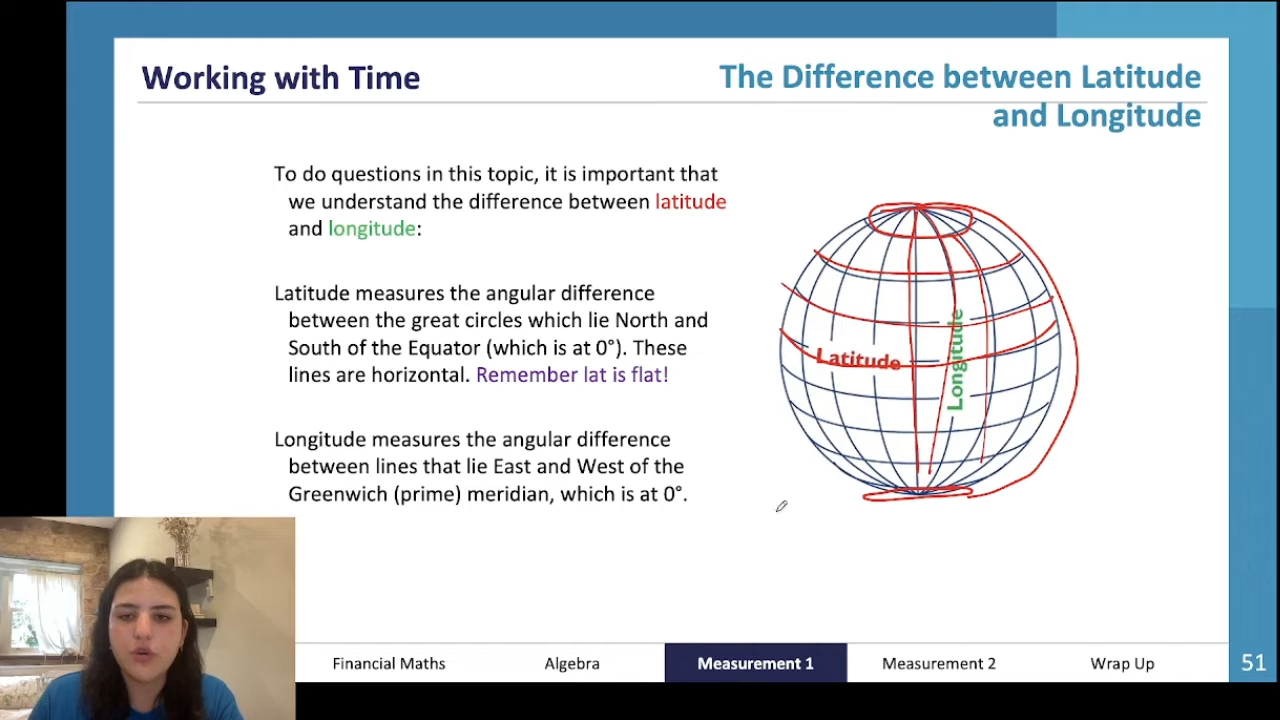 Working with Time
The Difference between Latitude
and Longitude
To do questions in this topic, it is important that
we understand the difference between latitude
and longitude:
Latitude measures the angular difference
between the great circles which lie North and
South of the Equator (which is at 0°). These
lines are horizontal. Remember lat is flat!
Longitude measures the angular difference
between lines that lie East and West of the
Greenwich (prime) meridian, which is at 0°.
Latitude
Longitude
Financial Maths
Algebra
Measurement 1
Measurement 2
Wrap Up
51